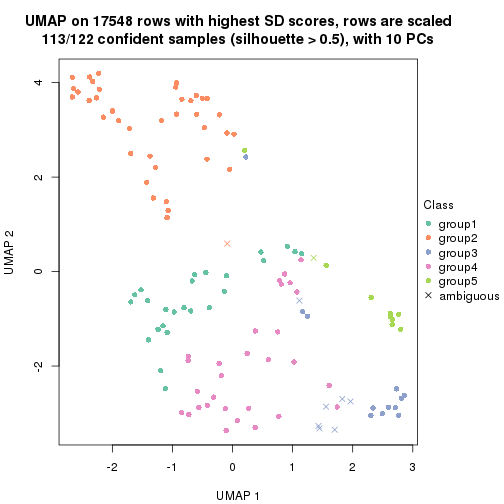 UMAP on 17548 rows with highest SD scores, rows are scaled
113/122 confident samples (silhouette > 0.5), with 10 PCs
4
2
0
-2
UMAP 2
-2
-1
0
1
2
3
UMAP 1
Class
group1
group2
group3
group4
group5
ambiguous